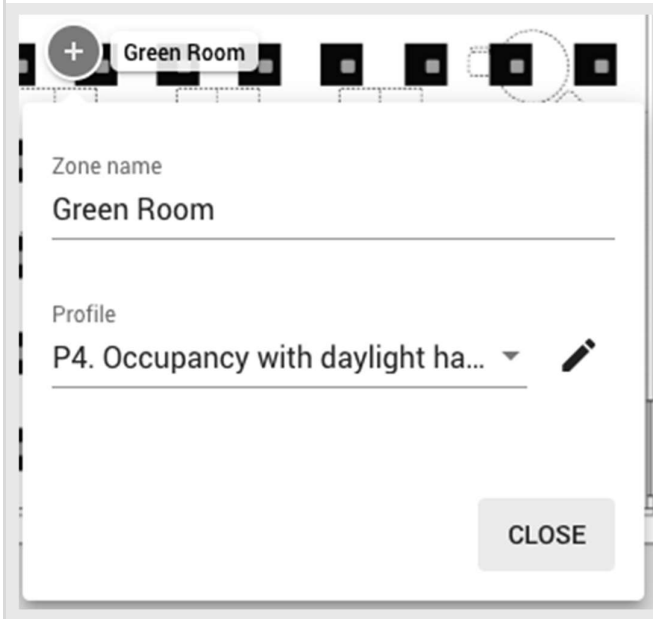 Green Room
Zone name
Green Room
Profile
P4. Occupancy with daylight ha...
CLOSE